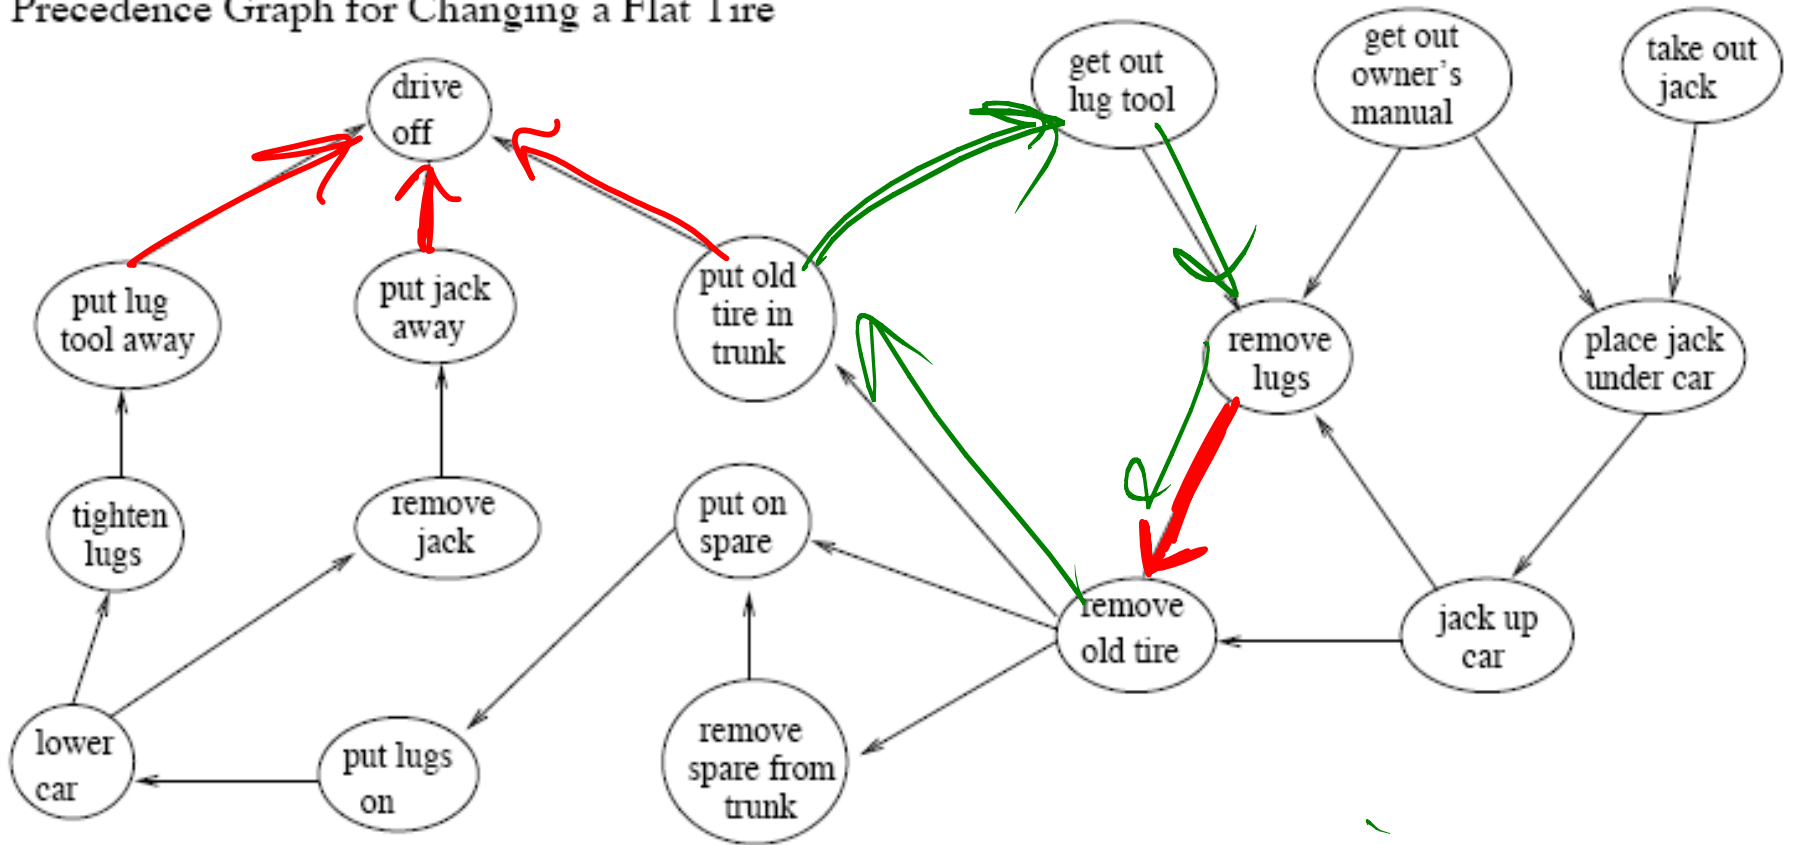 Precedence Graph for Changing a Flat Tire
drive
off
get out
lug tool
get out
owner's
manual
take out
jack
put lug
tool away
put jack
away
put old
tire in
trunk
remove
lugs
place jack
under car
tighten
lugs
remove
jack
put on
spare
remove
old tire
jack up
car
lower
car
put lugs
on
remove
spare from
trunk